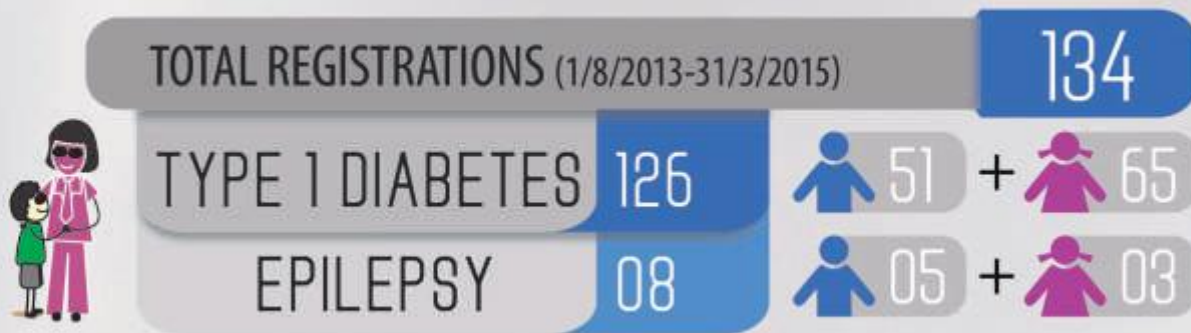 TOTAL REGISTRATIONS (1/8/2013-31/3/2015) 134
TYPE 1 DIABETES 126 51 + 65
EPILEPSY 08 05 + 03